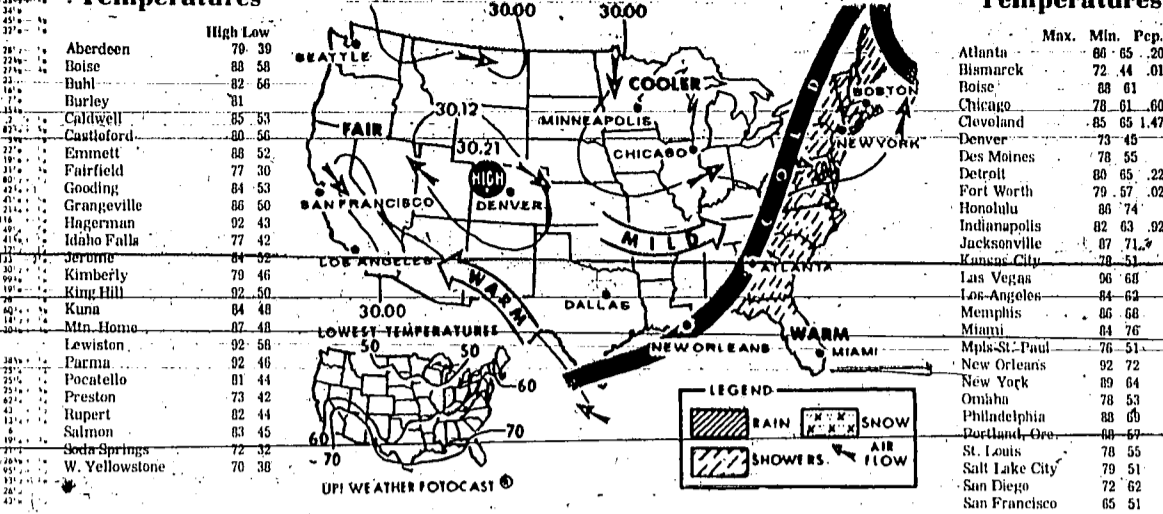 Temperatures
High Low
Aberdeen 79 39
Boise 88 58
Buhl 82 56
Burley 81
Caldwell 85 53
Castleford 80 56
Emmett 88 52
Fairfield 77 30
Gooding 84 53
Grangeville 86 50
Hagerman 92 43
Idaho Falls 77 42
Jerome 84 52
Kimberly 79 46
King Hill 92 50
Kuna 84 48
Mtn. Home 87 48
Lewiston 92 58
Parma 92 46
Pocatello 81 44
Preston 73 42
Rupert 82 44
Salmon 83 45
Soda Springs 72 32
W. Yellowstone 70 38
30.00 30.00
SEATTLE
COOLER
BOSTON
30.12
MINNEAPOLIS
FAIR
NEW YORK
30.21
CHICAGO
HIGH
SAN FRANCISCO
DENVER
COLD
MILD
LOS ANGELES
ATLANTA
WARM
DALLAS
30.00
LOWEST TEMPERATURES
WARM
NEW ORLEANS
MIAMI
50 50
60
70
60
70
LEGEND
RAIN SNOW
SHOWERS AIR FLOW
UPI WEATHER FOTOCAST ®
Temperatures
Max. Min. Pcp.
Atlanta 86 65 .20
Bismarck 72 44 .01
Boise 88 61
Chicago 78 61 .60
Cleveland 85 65 1.47
Denver 73 45
Des Moines 78 55
Detroit 80 65 .22
Fort Worth 79 57 .02
Honolulu 86 74
Indianapolis 82 63 .92
Jacksonville 87 71
Kansas City 78 51
Las Vegas 96 68
Los Angeles 84 62
Memphis 86 68
Miami 84 76
Mpls-St. Paul 76 51
New Orleans 92 72
New York 89 64
Omaha 78 53
Philadelphia 88 60
Portland, Ore. 88 57
St. Louis 78 55
Salt Lake City 79 51
San Diego 72 62
San Francisco 65 51